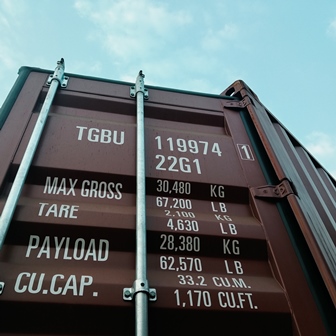 TGBU 119974 1
22G1
MAX GROSS 30,480 KG
67,200 LB
TARE 2,100 KG
4,630 LB
PAYLOAD 28,380 KG
62,570 LB
CU.CAP. 33.2 CU.M.
1,170 CU.FT.